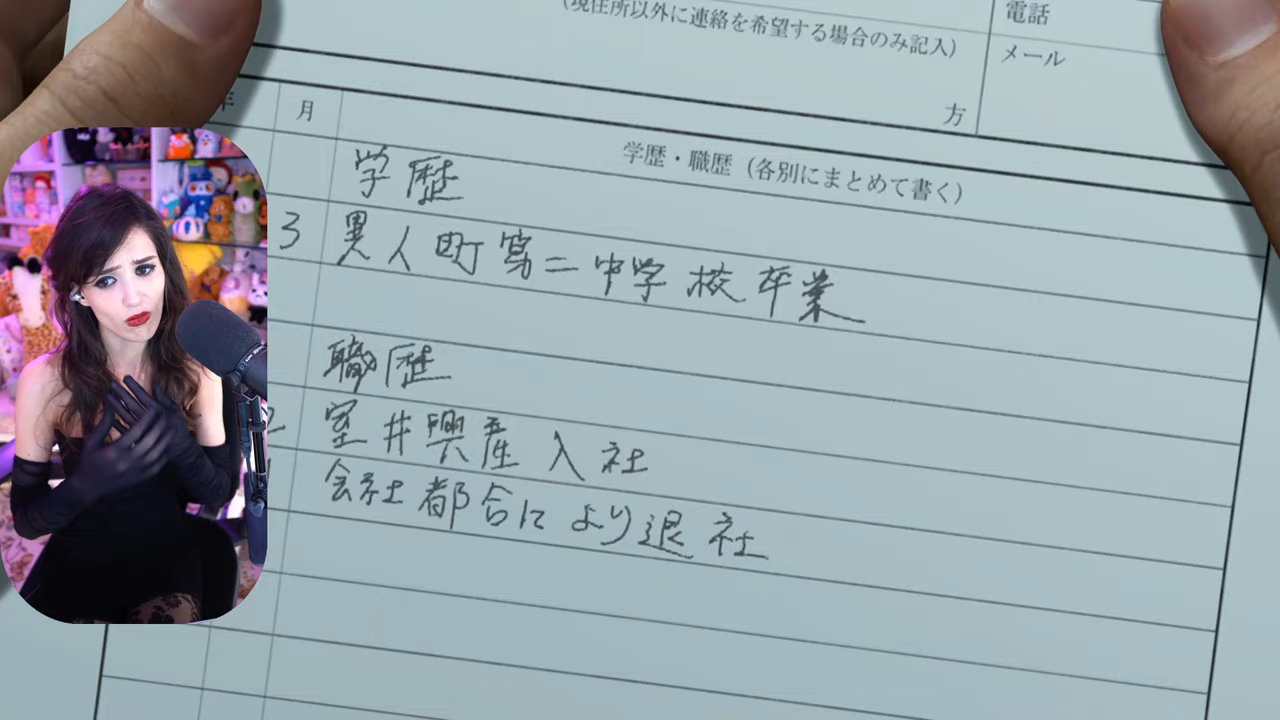 (現住所以外に連絡を希望する場合のみ記入)
電話
メール
方
年 月 学歴・職歴 (各別にまとめて書く)
学歴
3 異人町第二中学校卒業
職歴
2 室井興産 入社
会社都合により退社